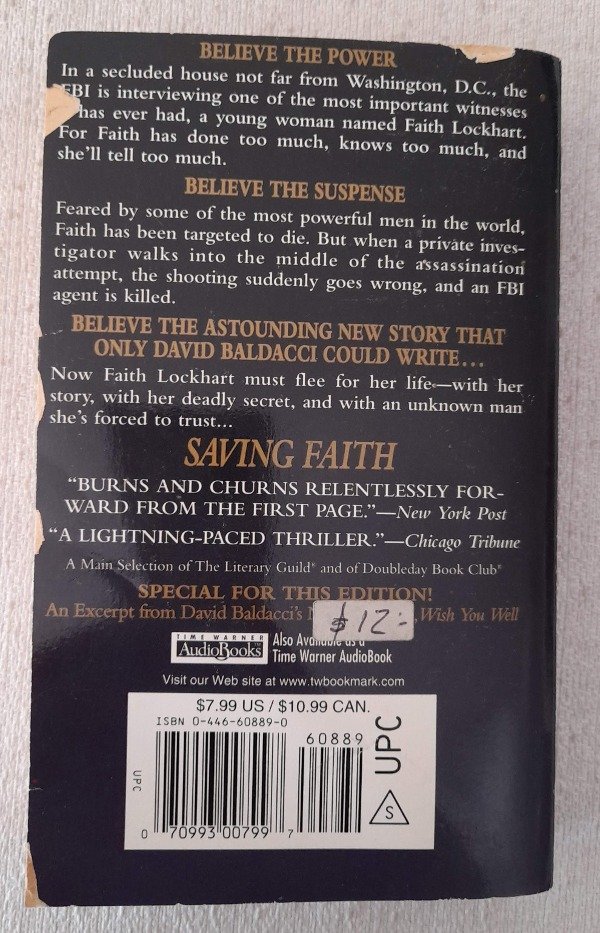 BELIEVE THE POWER
In a secluded house not far from Washington, D.C., the
FBI is interviewing one of the most important witnesses
has ever had, a young woman named Faith Lockhart.
For Faith has done too much, knows too much, and
she'll tell too much.
BELIEVE THE SUSPENSE
Feared by some of the most powerful men in the world,
Faith has been targeted to die. But when a private inves-
tigator walks into the middle of the assassination
attempt, the shooting suddenly goes wrong, and an FBI
agent is killed.
BELIEVE THE ASTOUNDING NEW STORY THAT
ONLY DAVID BALDACCI COULD WRITE...
Now Faith Lockhart must flee for her life—with her
story, with her deadly secret, and with an unknown man
she's forced to trust...
SAVING FAITH
"BURNS AND CHURNS RELENTLESSLY FOR-
WARD FROM THE FIRST PAGE."—New York Post
"A LIGHTNING-PACED THRILLER."—Chicago Tribune
A Main Selection of The Literary Guild® and of Doubleday Book Club®
SPECIAL FOR THIS EDITION!
An Excerpt from David Baldacci's Wish You Well
$12:-
TIME WARNER
AudioBooks
Also Available as a
Time Warner AudioBook
Visit our Web site at www.twbookmark.com
$7.99 US / $10.99 CAN.
ISBN 0-446-60889-0
60889
UPC
UPC
S
0 70993 00799 7